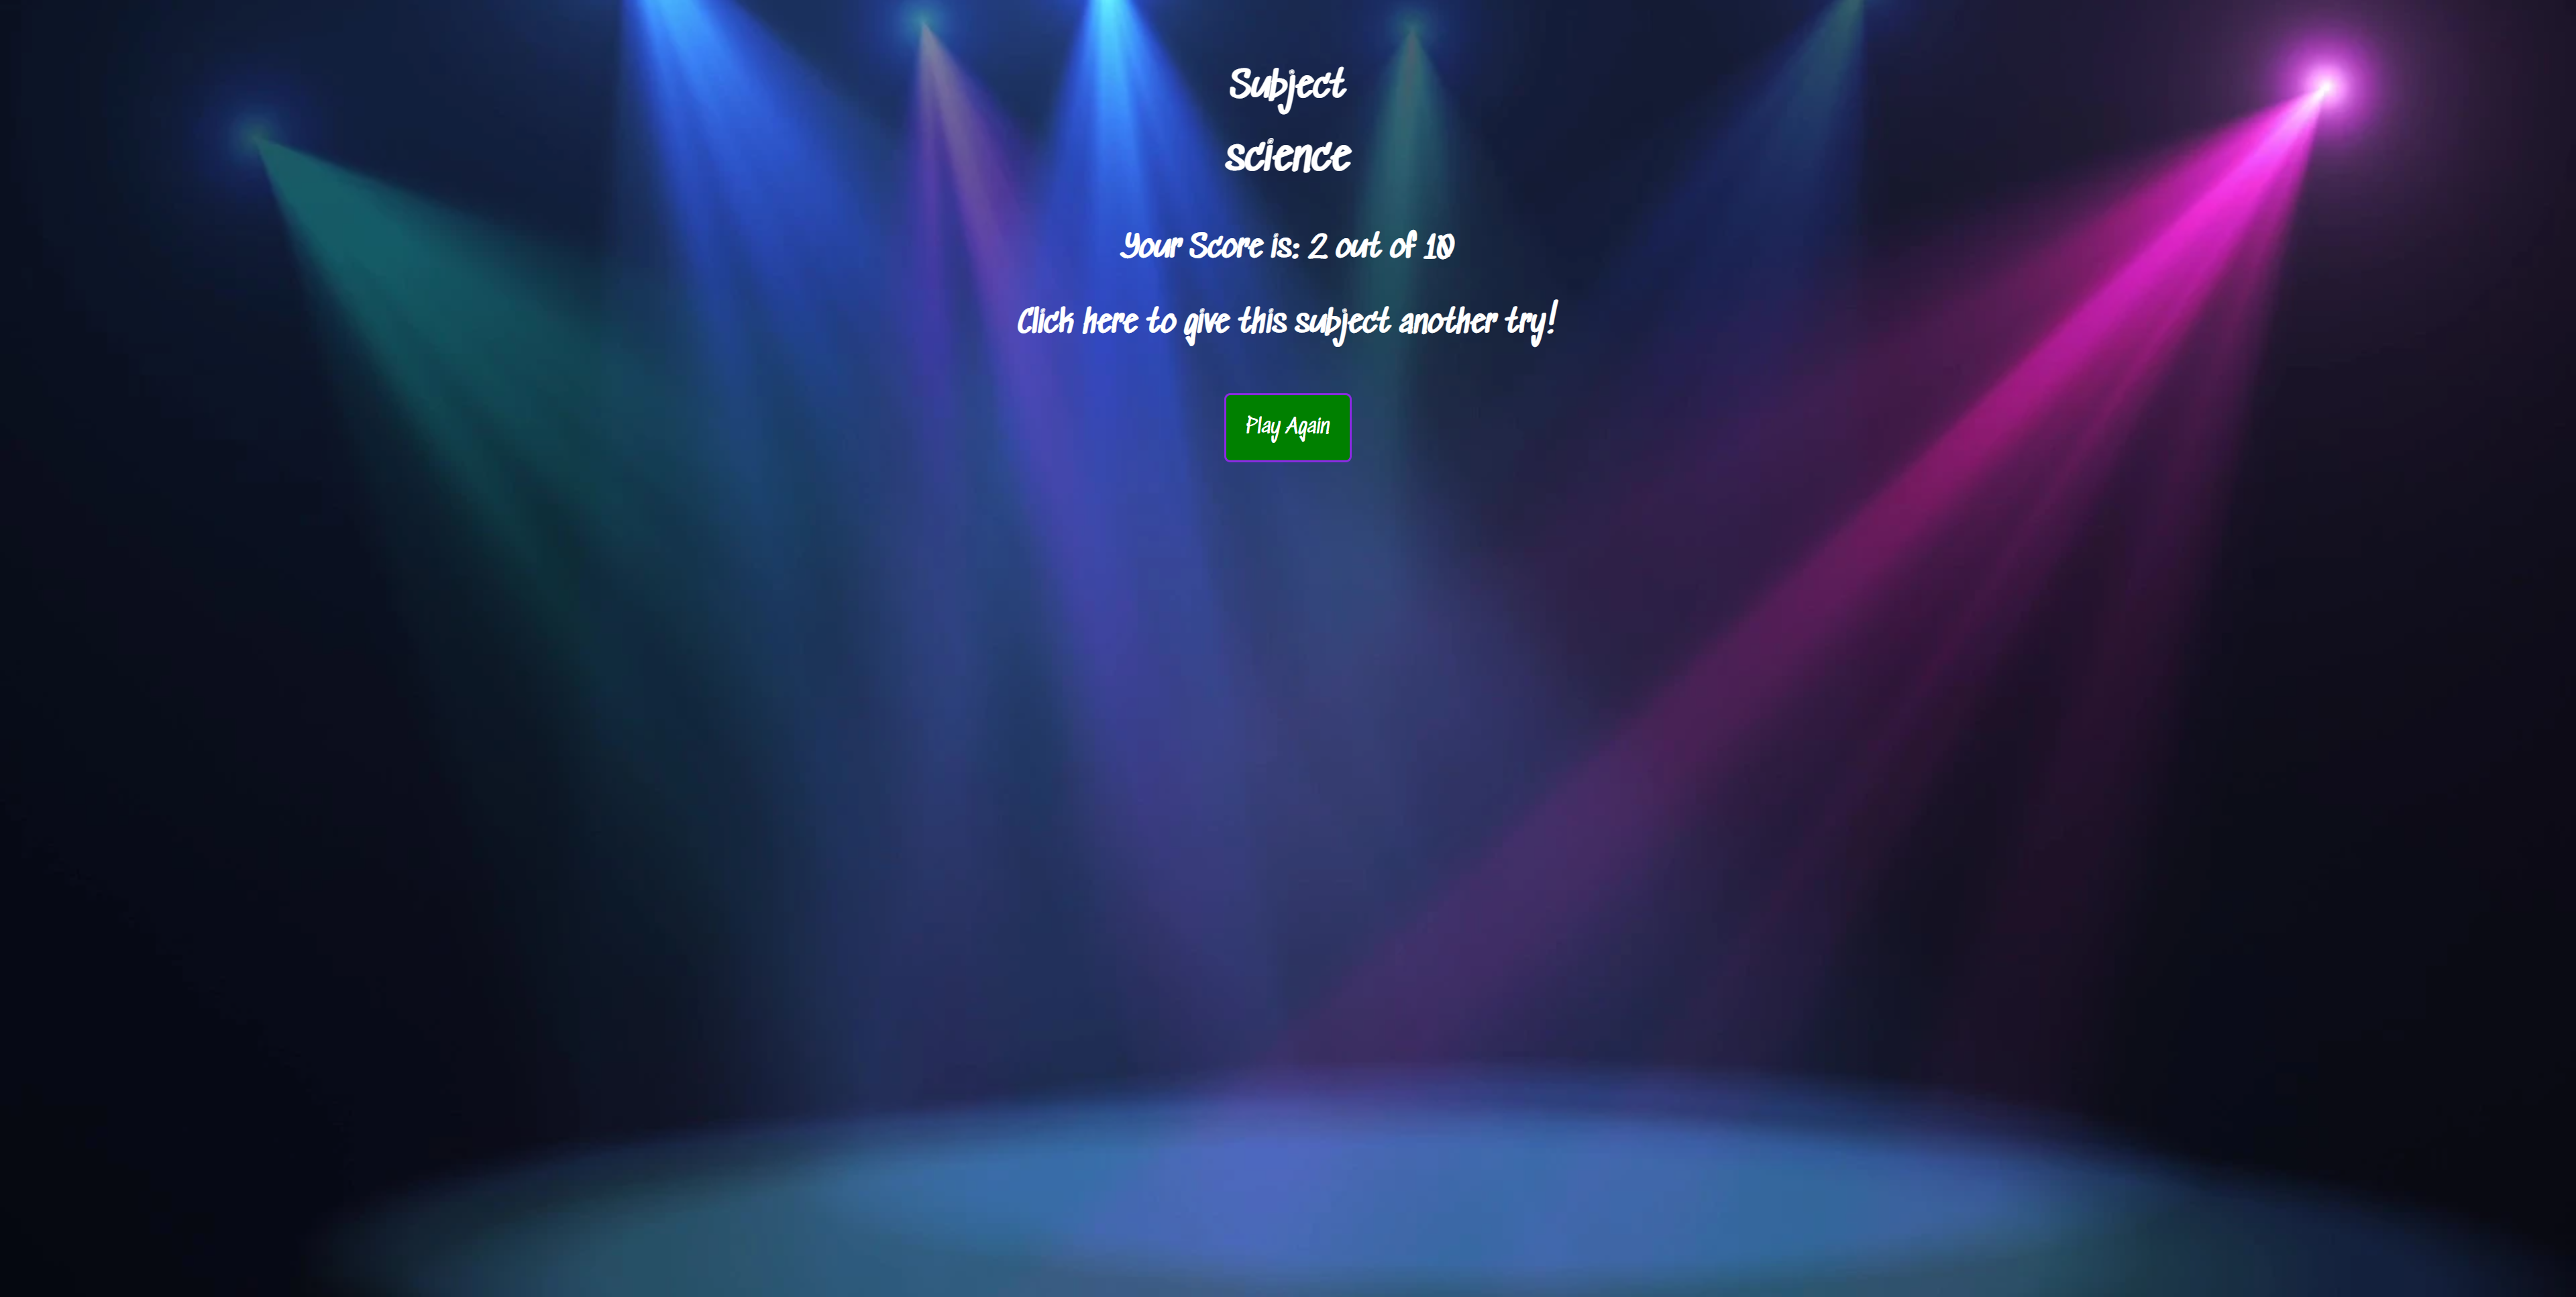 Subject
science
Your Score is: 2 out of 10
Click here to give this subject another try!
Play Again